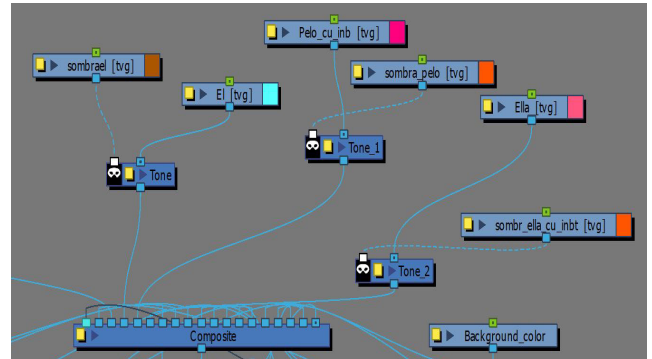 Pelo_cu_inb [tvg]
sombrael [tvg]
sombra_pelo [tvg]
El [tvg]
Ella [tvg]
Tone_1
Tone
sombr_ella_cu_inbt [tvg]
Tone_2
Composite
Background_color